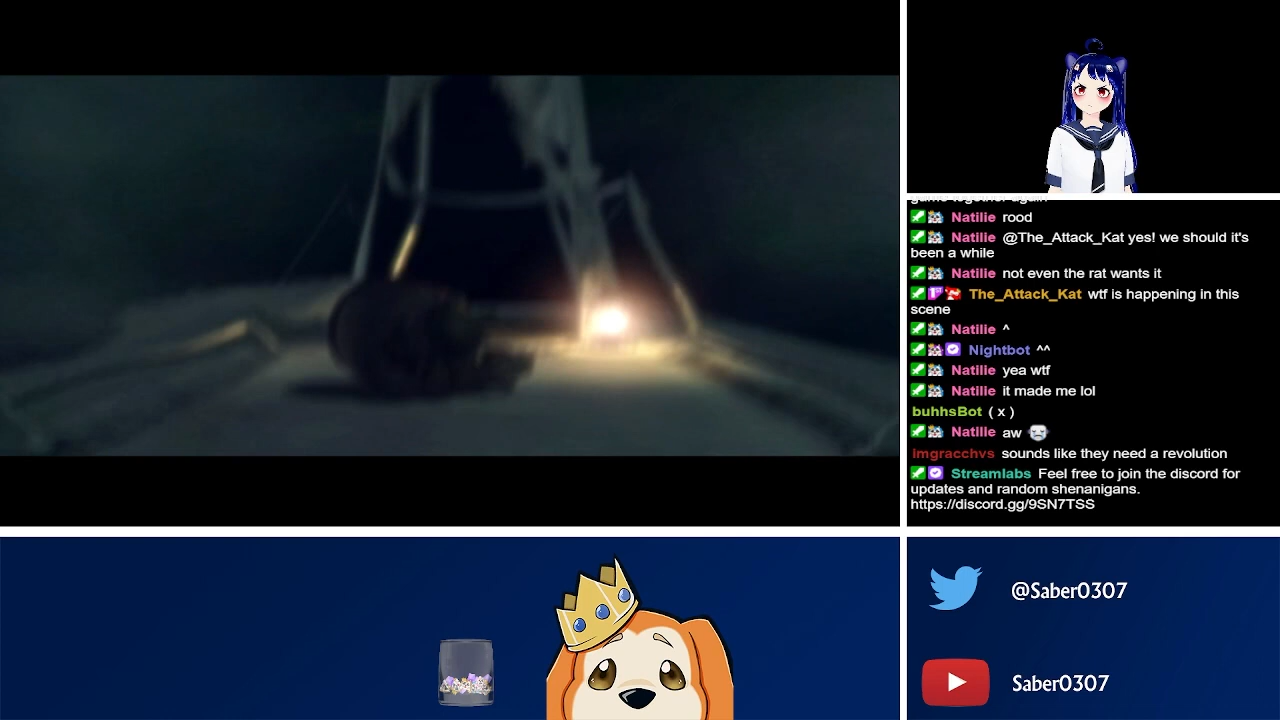 Natilie rood
Natilie @The_Attack_Kat yes! we should it's
been a while
Natilie not even the rat wants it
The_Attack_Kat wtf is happening in this
scene
Natilie ^
Nightbot ^^
Natilie yea wtf
Natilie it made me lol
buhhsBot ( x )
Natilie aw
imgracchvs sounds like they need a revolution
Streamlabs Feel free to join the discord for
updates and random shenanigans.
https://discord.gg/9SN7TSS
@Saber0307
Saber0307